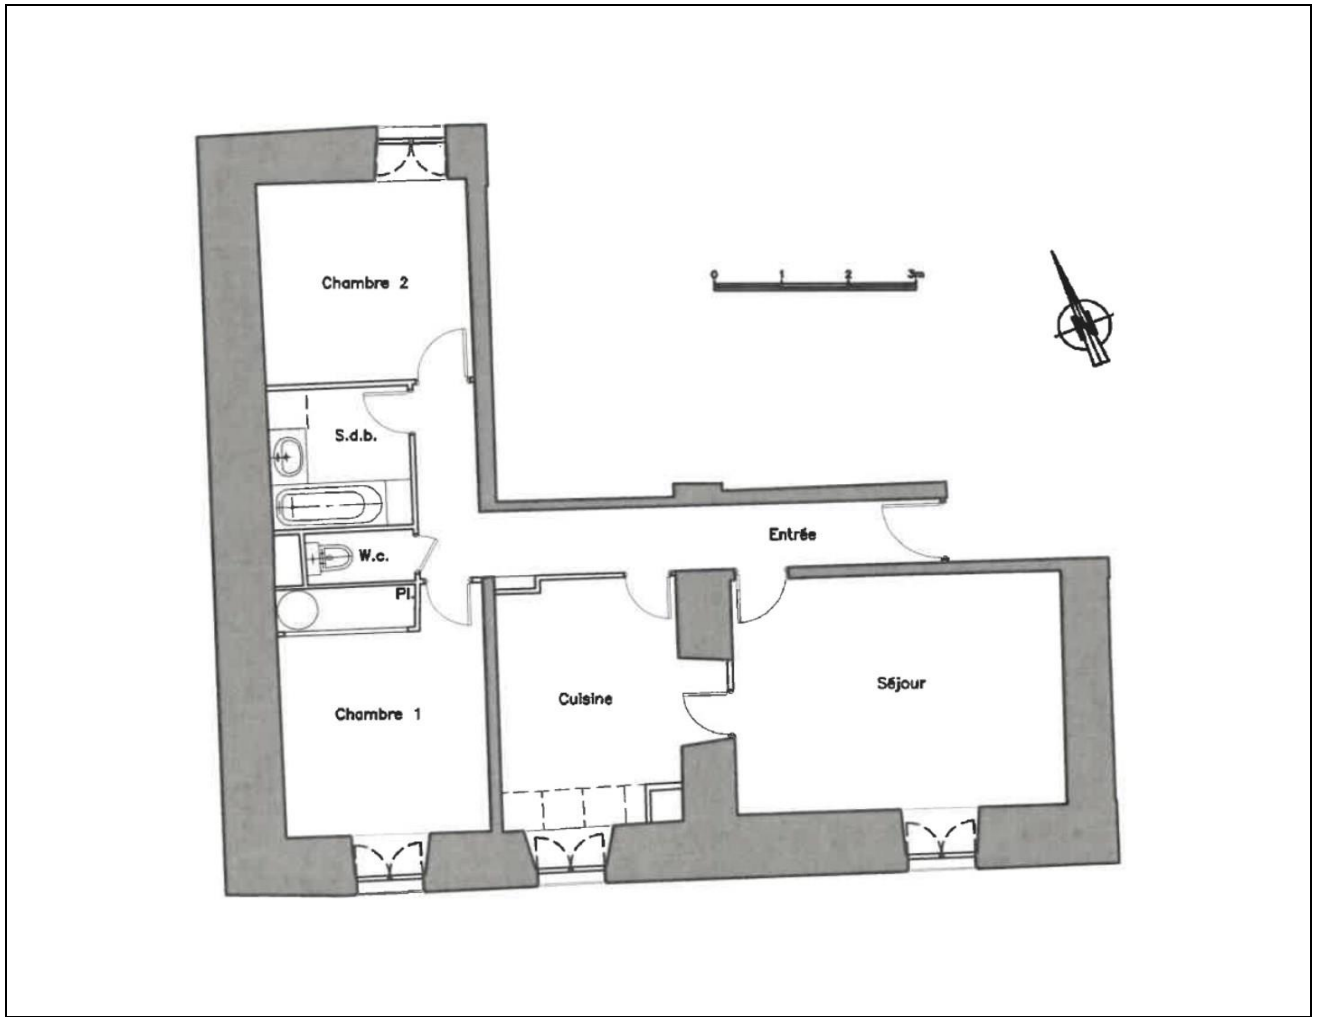 Chambre 2
0 1 2 3m
N
S.d.b.
Entrée
W.c.
Pl.
Séjour
Cuisine
Chambre 1